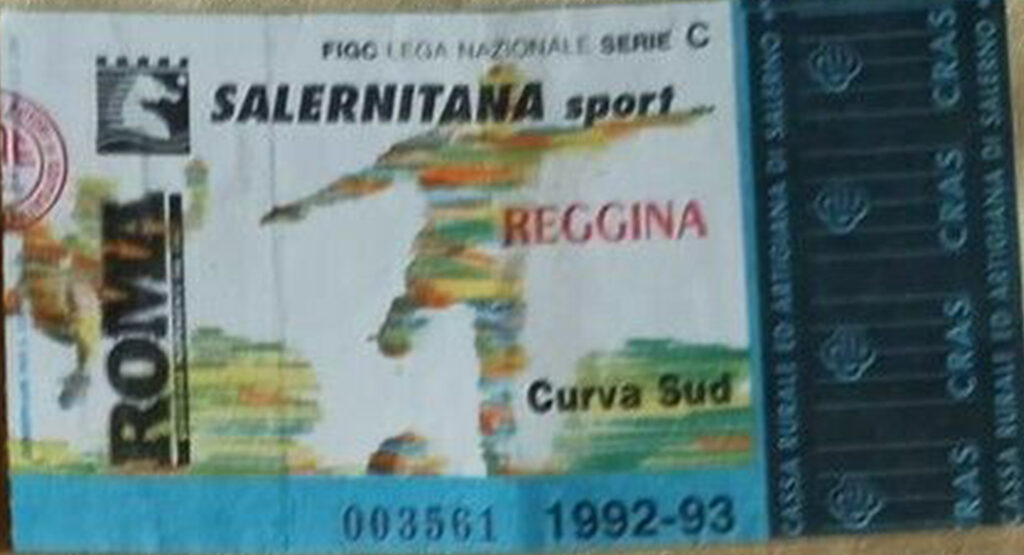 FIGC LEGA NAZIONALE SERIE C
SALERNITANA sport
REGGINA
ROMA
Curva Sud
003561
1992-93
CASSA RURALE ED ARTIGIANA DI SALERNO
CRAS CRAS CRAS CRAS
CASSA RURALE ED ARTIGIANA DI SALERNO